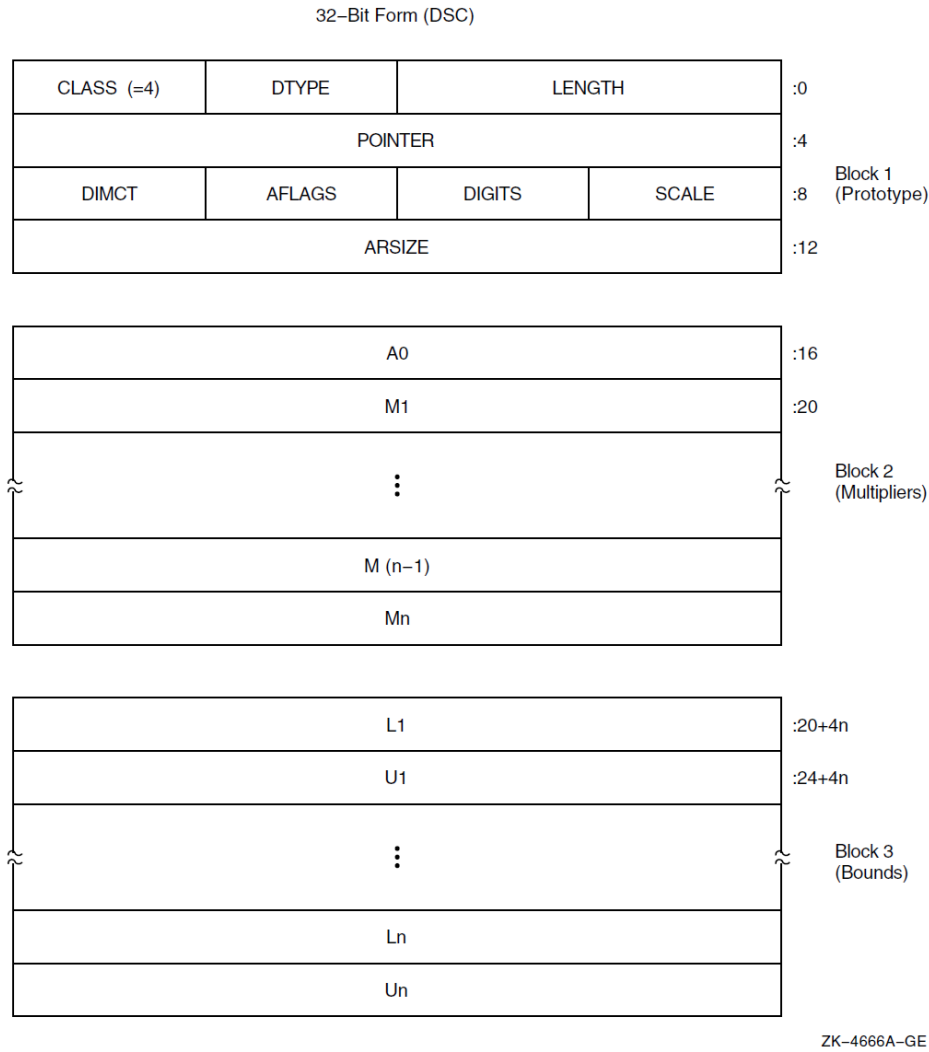 32–Bit Form (DSC)
CLASS (=4) DTYPE LENGTH :0
POINTER :4
DIMCT AFLAGS DIGITS SCALE :8
Block 1
(Prototype)
ARSIZE :12
A0 :16
M1 :20
Block 2
(Multipliers)
M (n–1)
Mn
L1 :20+4n
U1 :24+4n
Block 3
(Bounds)
Ln
Un
ZK–4666A–GE